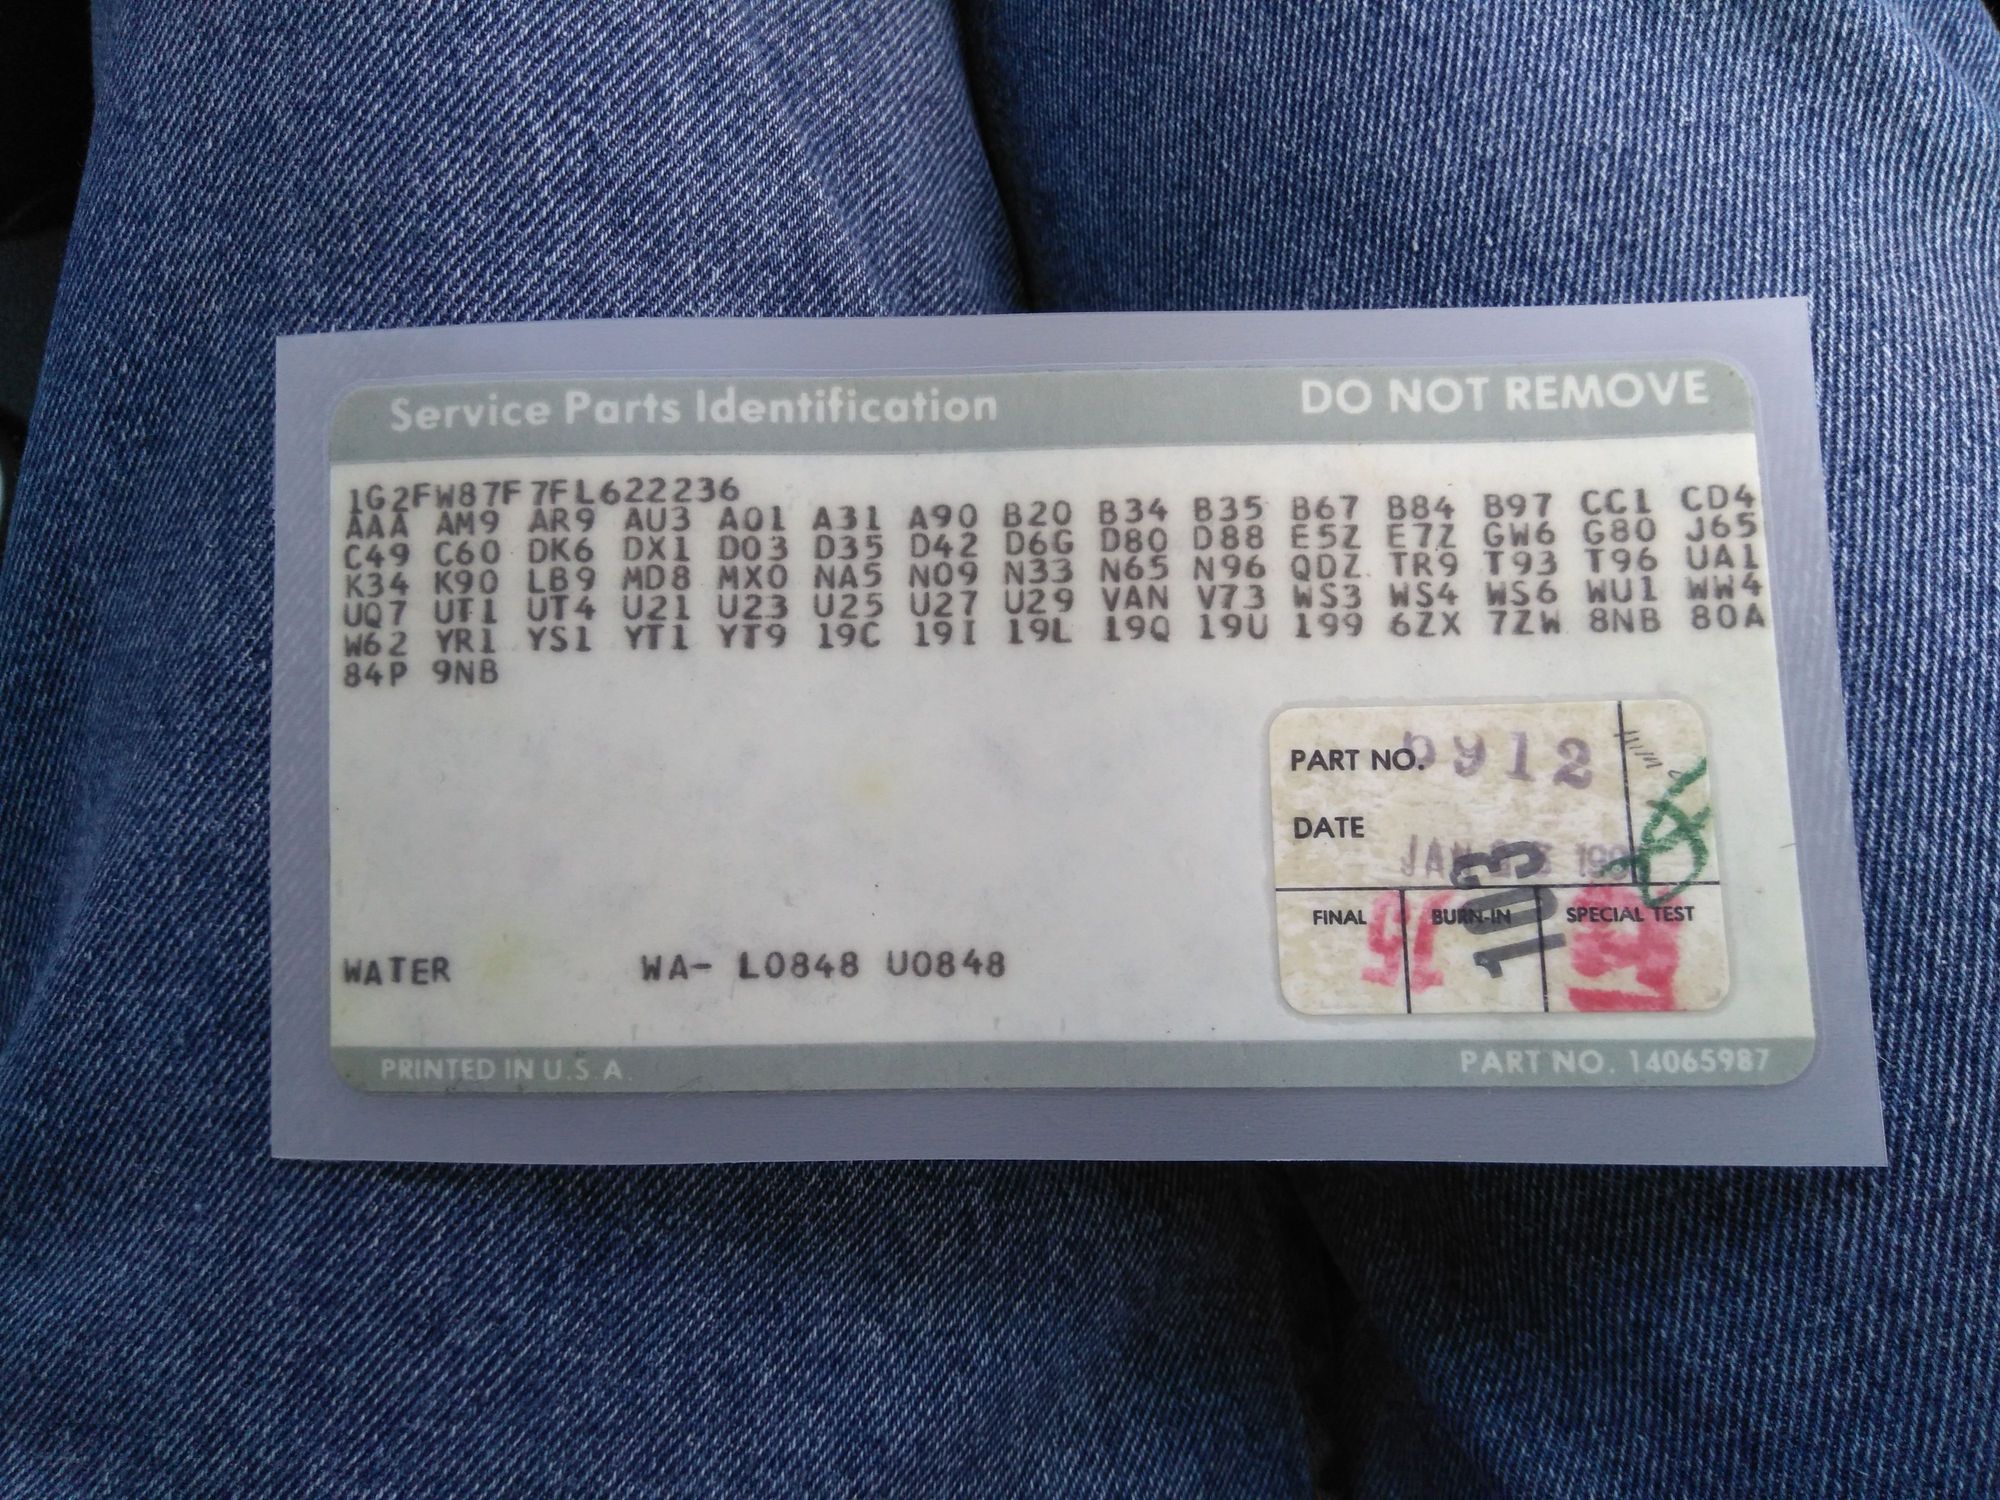 Service Parts Identification DO NOT REMOVE
1G2FW87F7FL622236
AAA AM9 AR9 AU3 A01 A31 A90 B20 B34 B35 B67 B84 B97 CC1 CD4
C49 C60 DK6 DX1 D03 D35 D42 D6G D80 D88 E5Z E7Z GW6 G80 J65
K34 K90 LB9 MD8 MX0 NA5 N09 N33 N65 N96 QDZ TR9 T93 T96 UA1
UQ7 UT1 UT4 U21 U23 U25 U27 U29 VAN V73 WS3 WS4 WS6 WU1 WW4
W62 YR1 YS1 YT1 YT9 19C 19I 19L 19Q 19U 199 6ZX 7ZW 8NB 80A
84P 9NB
PART NO. 912
DATE
JAN
103
FINAL BURN-IN SPECIAL TEST
WATER WA- L0848 U0848
PRINTED IN U.S.A. PART NO. 14065987